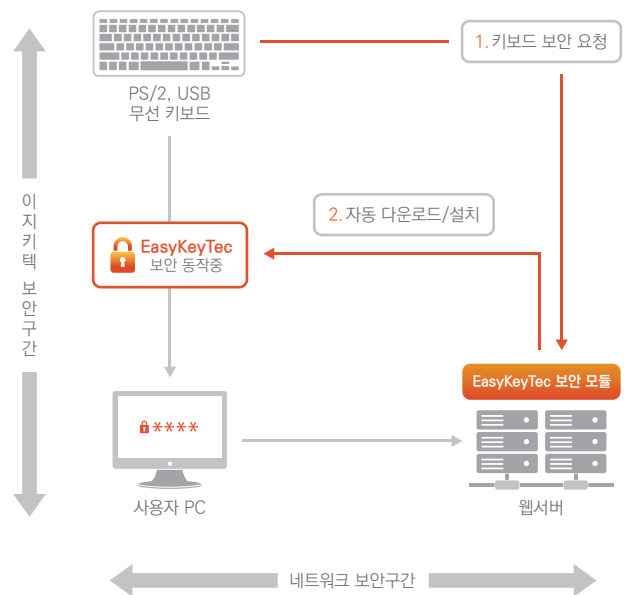 1. 키보드 보안 요청
PS/2, USB
무선 키보드
2. 자동 다운로드/설치
EasyKeyTec
보안 동작중
이지키텍 보안구간
EasyKeyTec 보안 모듈
****
사용자 PC
웹서버
네트워크 보안구간